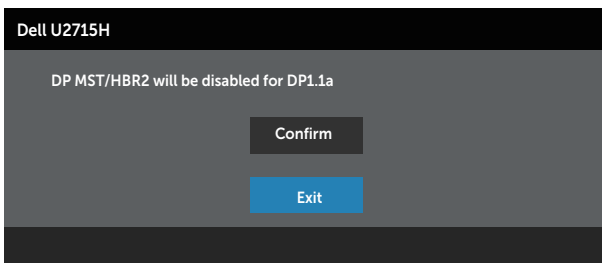 Dell U2715H
DP MST/HBR2 will be disabled for DP1.1a
Confirm
Exit